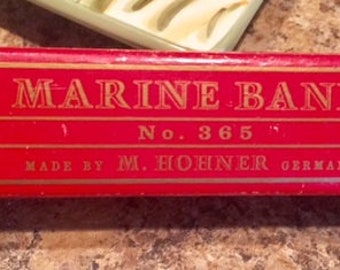 MARINE BAN
No. 365
MADE BY M. HOHNER GERMAN